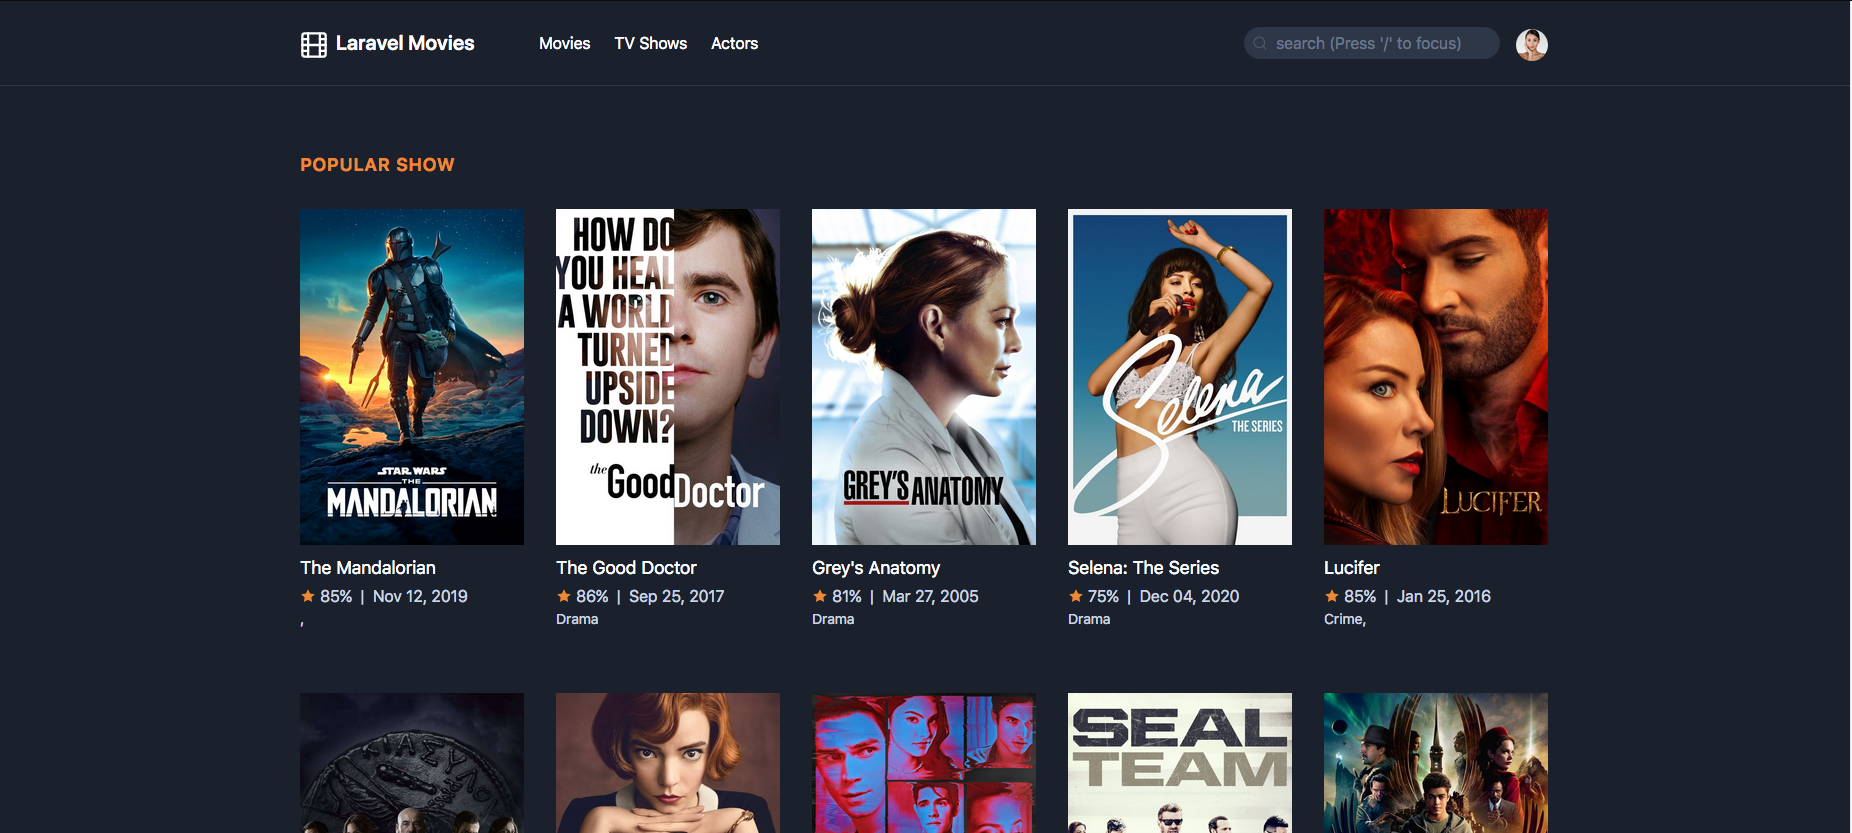 Laravel Movies
Movies
TV Shows
Actors
search (Press '/' to focus)
POPULAR SHOW
STAR WARS
THE
MANDALORIAN
HOW DO
YOU HEAL
A WORLD
TURNED
UPSIDE
DOWN?
the Good Doctor
GREY'S ANATOMY
Selena
THE SERIES
LUCIFER
The Mandalorian
85% | Nov 12, 2019
,
The Good Doctor
86% | Sep 25, 2017
Drama
Grey's Anatomy
81% | Mar 27, 2005
Drama
Selena: The Series
75% | Dec 04, 2020
Drama
Lucifer
85% | Jan 25, 2016
Crime,
SEAL
TEAM